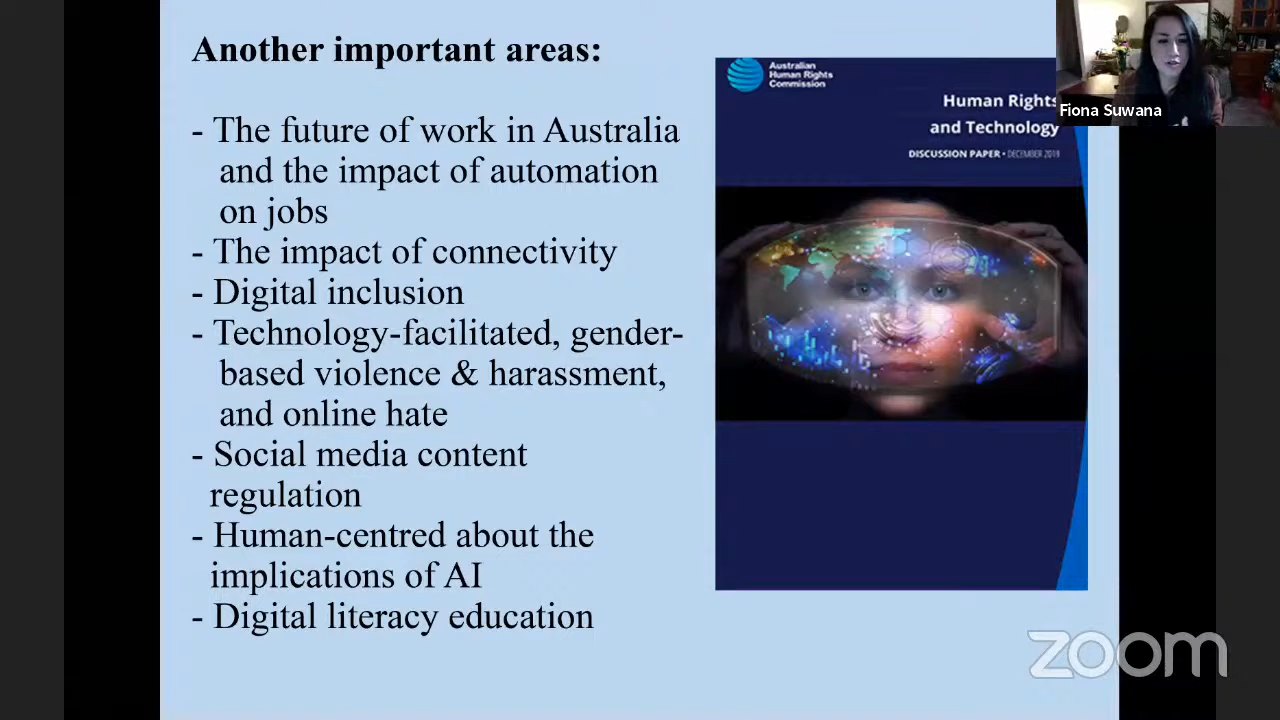 Another important areas:
- The future of work in Australia
and the impact of automation
on jobs
- The impact of connectivity
- Digital inclusion
- Technology-facilitated, gender-
based violence & harassment,
and online hate
- Social media content
regulation
- Human-centred about the
implications of AI
- Digital literacy education
Australian
Human Rights
Commission
Human Rights
and Technology
DISCUSSION PAPER • DECEMBER 2019
Fiona Suwana
zoom